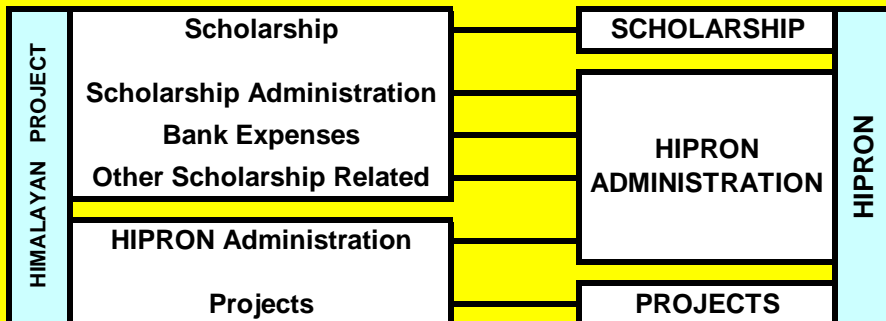 HIMALAYAN PROJECT
Scholarship
Scholarship Administration
Bank Expenses
Other Scholarship Related
HIPRON Administration
Projects
SCHOLARSHIP
HIPRON
ADMINISTRATION
PROJECTS
HIPRON